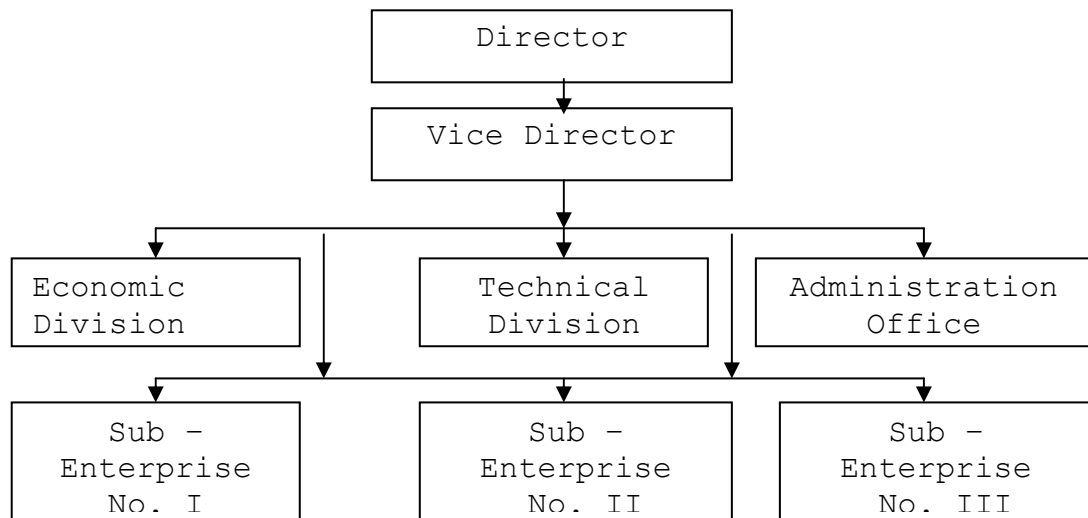 Director
Vice Director
Economic
Division
Technical
Division
Administration
Office
Sub –
Enterprise
No. I
Sub –
Enterprise
No. II
Sub –
Enterprise
No. III